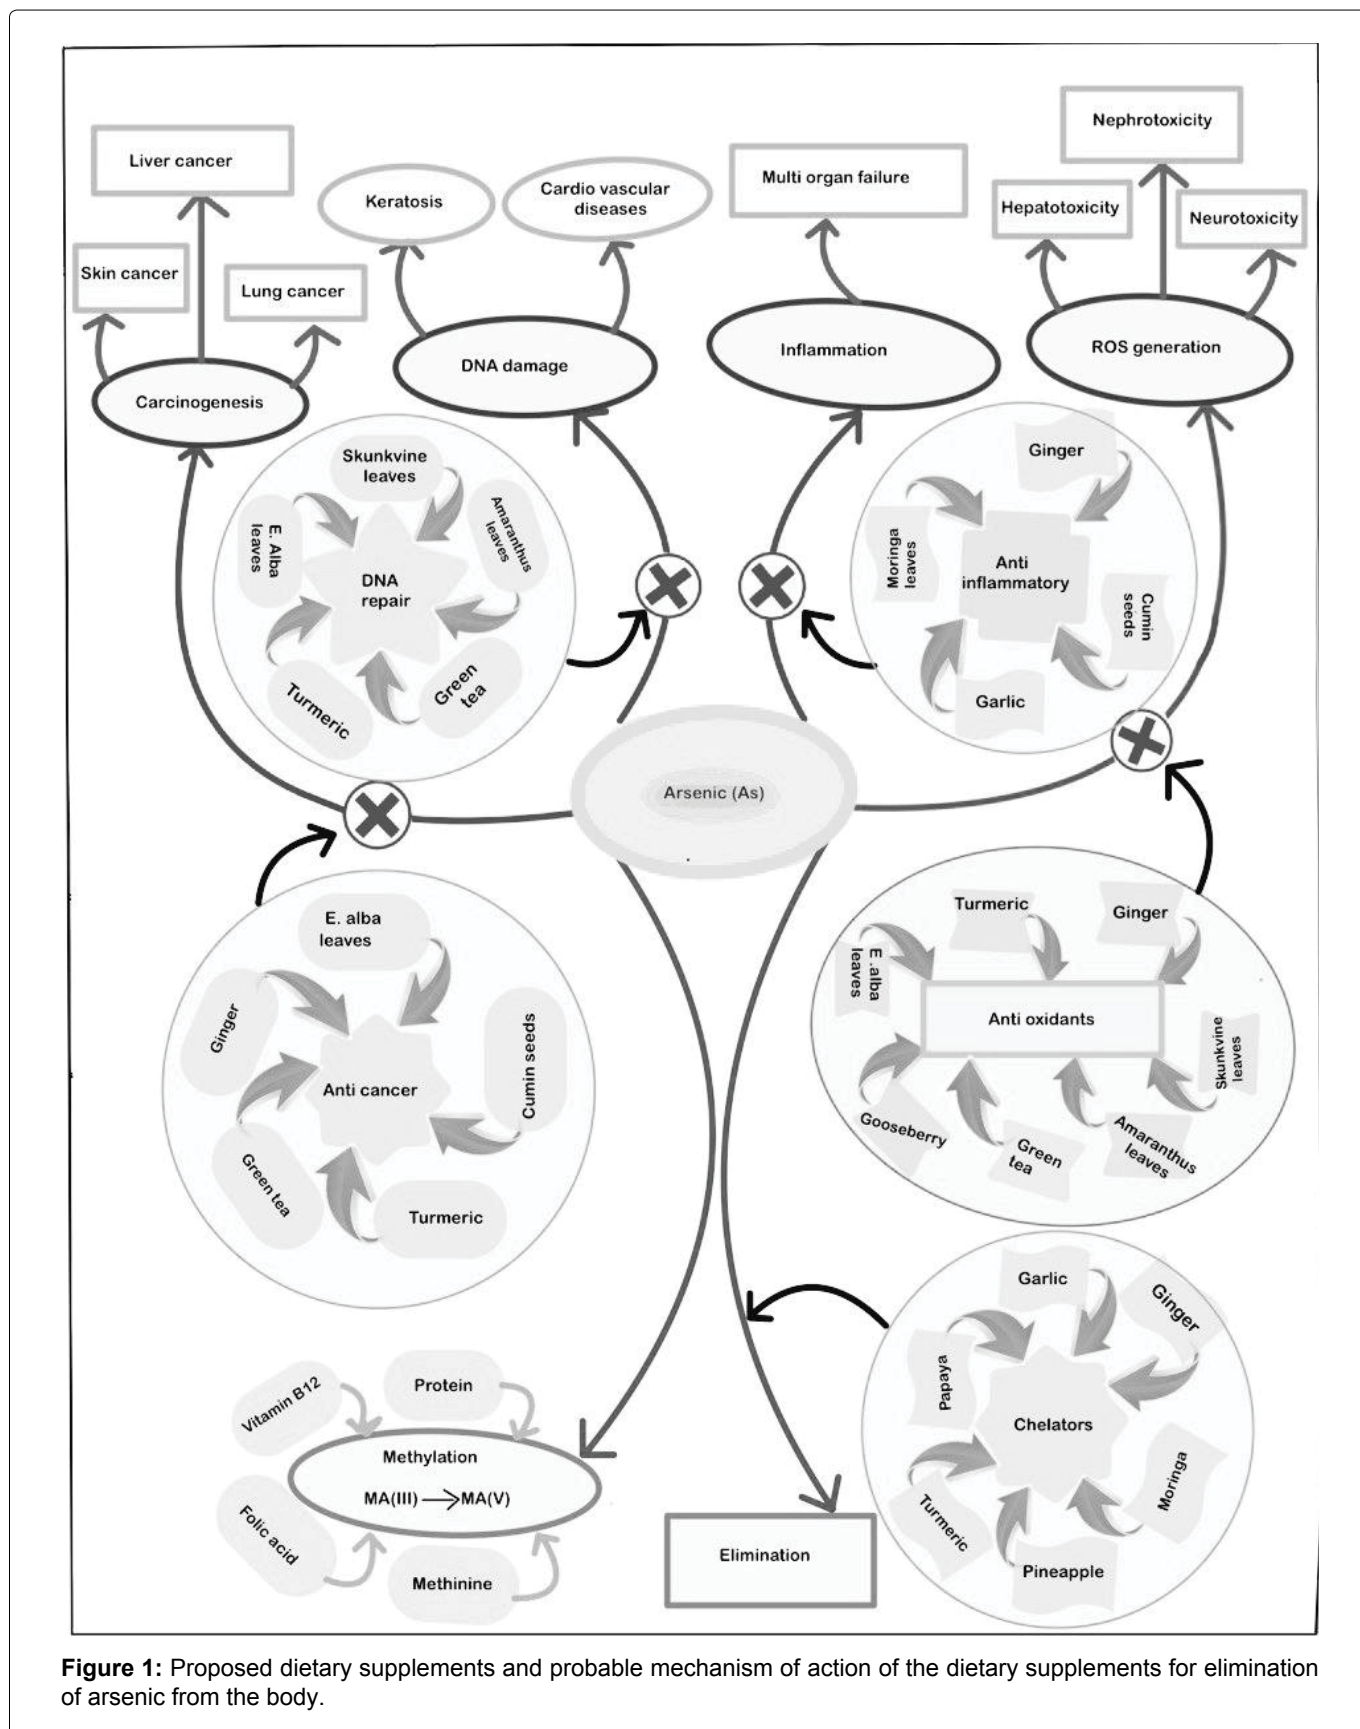 Nephrotoxicity
Liver cancer
Multi organ failure
Keratosis
Cardio vascular
diseases
Hepatotoxicity
Neurotoxicity
Skin cancer
Lung cancer
DNA damage
Inflammation
ROS generation
Carcinogenesis
Skunkvine
leaves
E. Alba
leaves
Amaranthus
leaves
DNA
repair
Turmeric
Green
tea
Ginger
Moringa
leaves
Anti
inflammatory
Cumin
seeds
Garlic
Arsenic (As)
E. alba
leaves
Ginger
Cumin seeds
Anti cancer
Green tea
Turmeric
Turmeric
Ginger
E .alba
leaves
Anti oxidants
Skunkvine
leaves
Gooseberry
Green
tea
Amaranthus
leaves
Garlic
Ginger
Papaya
Chelators
Moringa
Turmeric
Pineapple
Vitamin B12
Protein
Methylation
MA(III) → MA(V)
Folic acid
Methinine
Elimination
Figure 1: Proposed dietary supplements and probable mechanism of action of the dietary supplements for elimination
of arsenic from the body.